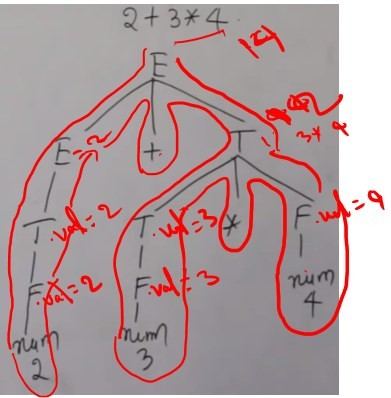 2+3*4
14
E
E=2 + T 3*4
T.val=2 T.val=3 * F.val=4
F.val=2 F.val=3 num
num num 4
2 3